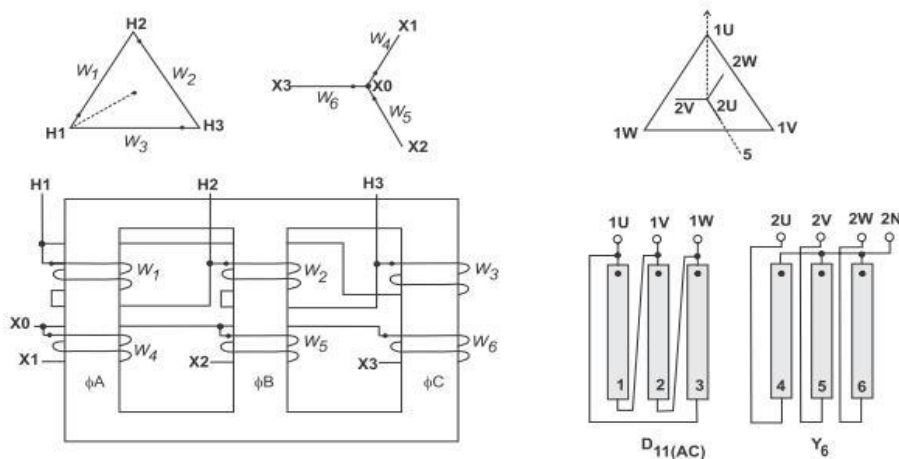 H2
W1
W2
H1
W3
H3
X1
W4
X3
X0
W6
W5
X2
1U
2W
2V
2U
1W
1V
5
H1
H2
H3
W1
W2
W3
X0
X1
W4
X2
W5
X3
W6
ϕA
ϕB
ϕC
1U 1V 1W
2U 2V 2W 2N
1 2 3
4 5 6
D11(AC)
Y6